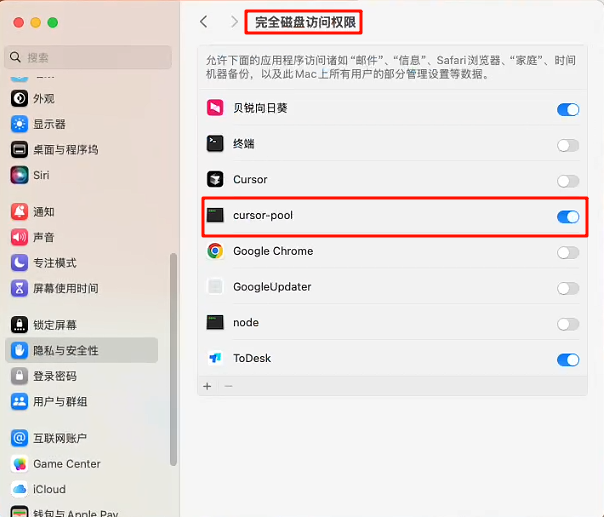 完全磁盘访问权限
搜索
外观
显示器
桌面与程序坞
Siri
通知
声音
专注模式
屏幕使用时间
锁定屏幕
隐私与安全性
登录密码
用户与群组
互联网账户
Game Center
iCloud
钱包与 Apple Pay
允许下面的应用程序访问诸如“邮件”、“信息”、Safari 浏览器、“家庭”、时间
机器备份，以及此 Mac 上所有用户的部分管理设置等数据。
贝锐向日葵
终端
Cursor
cursor-pool
Google Chrome
GoogleUpdater
node
ToDesk